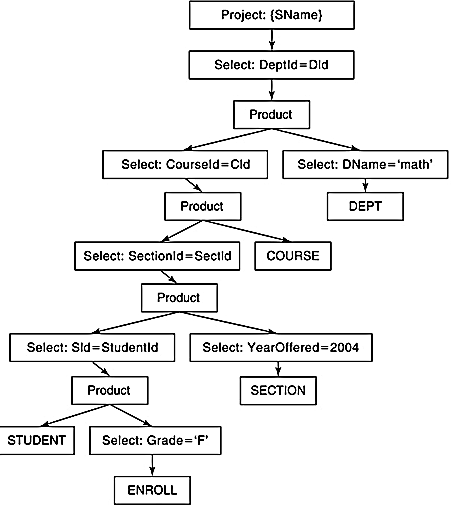 Project: {SName}
Select: DeptId=DId
Product
Select: CourseId=CId
Select: DName=‘math’
Product
DEPT
Select: SectionId=SectId
COURSE
Product
Select: SId=StudentId
Select: YearOffered=2004
Product
SECTION
STUDENT
Select: Grade=‘F’
ENROLL